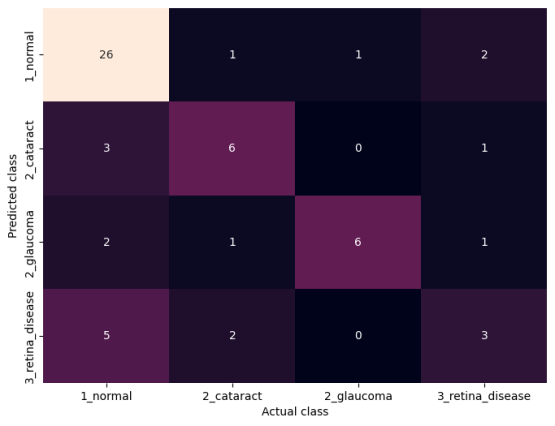 Predicted class
1_normal
26 1 1 2
2_cataract
3 6 0 1
2_glaucoma
2 1 6 1
3_retina_disease
5 2 0 3
1_normal 2_cataract 2_glaucoma 3_retina_disease
Actual class